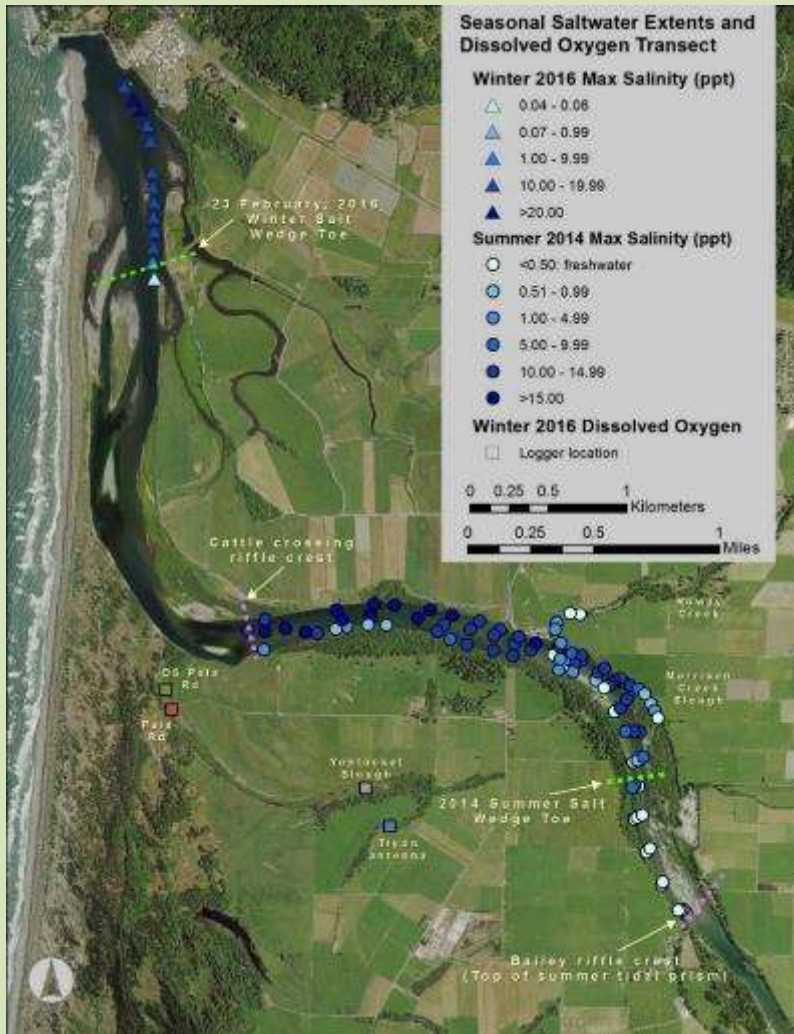 Seasonal Saltwater Extents and
Dissolved Oxygen Transect
Winter 2016 Max Salinity (ppt)
0.04 - 0.06
0.07 - 0.99
1.00 - 9.99
10.00 - 19.99
>20.00
Summer 2014 Max Salinity (ppt)
<0.50: freshwater
0.51 - 0.99
1.00 - 4.99
5.00 - 9.99
10.00 - 14.99
>15.00
Winter 2016 Dissolved Oxygen
Logger location
0 0.25 0.5 1
Kilometers
0 0.25 0.5 1
Miles
23 February, 2016
Winter Salt
Wedge Toe
Cattle crossing
riffle crest
Rowdy
Creek
Morrison
Creek
Slough
DS Pala
Rd
Pala
Rd
Yontocket
Slough
2014 Summer Salt
Wedge Toe
Tryon
antenna
Bailey riffle crest
(Top of summer tidal prism)